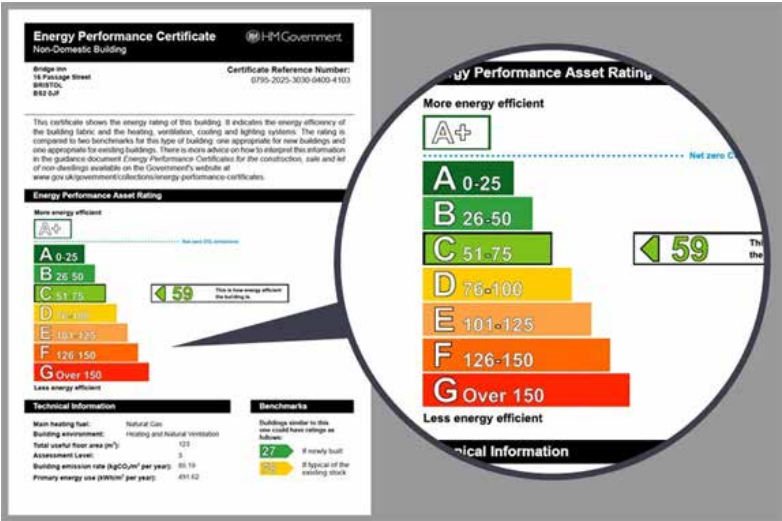 Energy Performance Certificate
Non-Domestic Building
HM Government
Bridge Inn
16 Passage Street
BRISTOL
BS2 0JF
Certificate Reference Number:
0795-2025-3030-0400-4103
This certificate shows the energy rating of this building. It indicates the energy efficiency of
the building fabric and the heating, ventilation, cooling and lighting systems. The rating is
compared to two benchmarks for this type of building: one appropriate for new buildings and
one appropriate for existing buildings. There is more advice on how to interpret this information
in the guidance document Energy Performance Certificates for the construction, sale and let
of non-dwellings available on the Government's website at
www.gov.uk/government/collections/energy-performance-certificates.
Energy Performance Asset Rating
More energy efficient
A+
Net zero CO2 emissions
A 0-25
B 26-50
C 51-75
59
This is how energy efficient
the building is.
D 76-100
E 101-125
F 126-150
G Over 150
Less energy efficient
Technical Information
Main heating fuel: Natural Gas
Building environment: Heating and Natural Ventilation
Total useful floor area (m²): 123
Assessment Level: 3
Building emission rate (kgCO₂/m² per year):
Primary energy use (kWh/m² per year): 491.62
Benchmarks
Buildings similar to this
one could have ratings as
follows:
27 If newly built
If typical of the
existing stock
gy Performance Asset Rating
More energy efficient
A+
Net zero C
A 0-25
B 26-50
C 51-75
59
Thi
the
D 76-100
E 101-125
F 126-150
G Over 150
Less energy efficient
nical Information